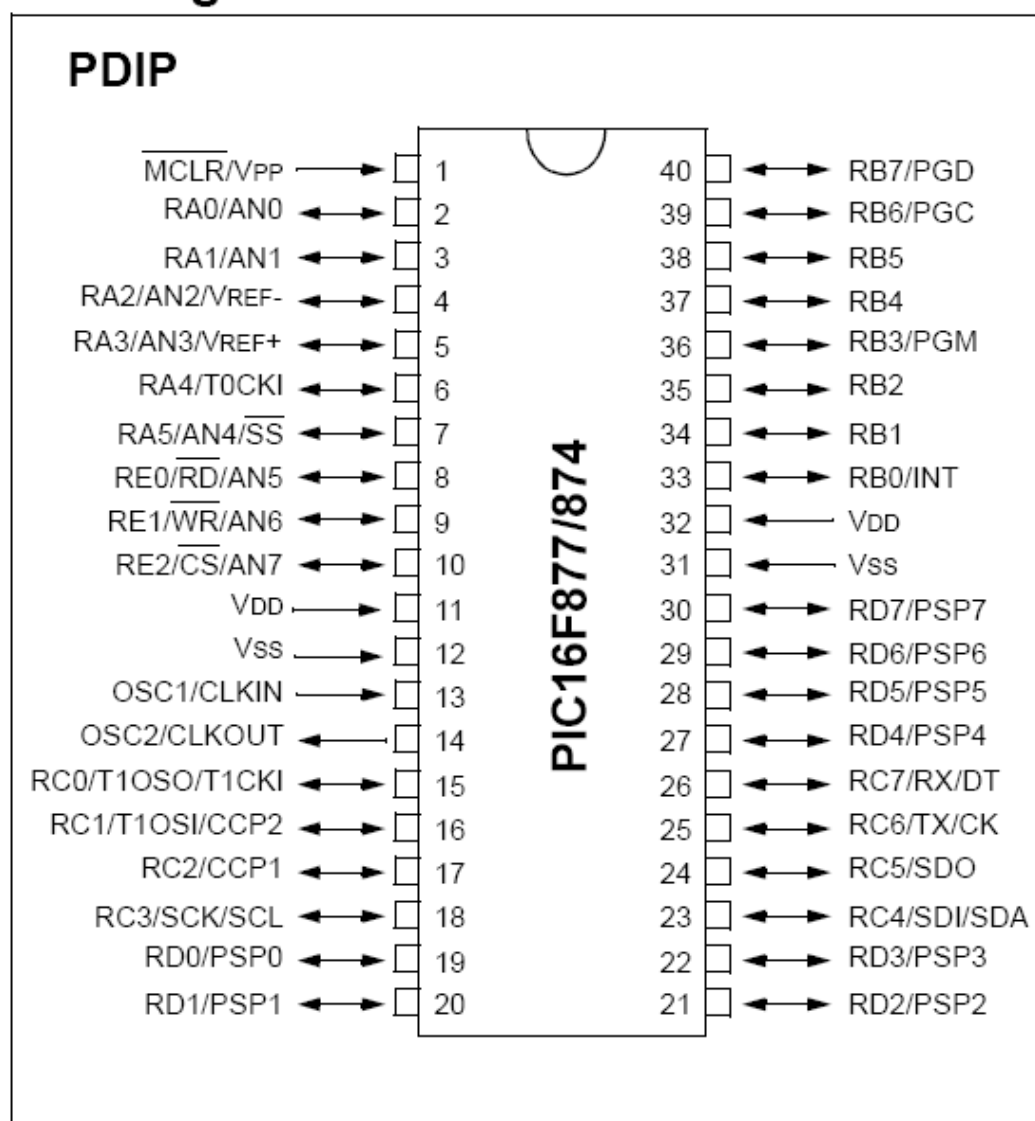 PDIP
MCLR/VPP 1 40 RB7/PGD
RA0/AN0 2 39 RB6/PGC
RA1/AN1 3 38 RB5
RA2/AN2/VREF- 4 37 RB4
RA3/AN3/VREF+ 5 36 RB3/PGM
RA4/T0CKI 6 35 RB2
RA5/AN4/SS 7 34 RB1
RE0/RD/AN5 8 33 RB0/INT
RE1/WR/AN6 9 32 VDD
RE2/CS/AN7 10 31 VSS
VDD 11 30 RD7/PSP7
VSS 12 29 RD6/PSP6
OSC1/CLKIN 13 28 RD5/PSP5
OSC2/CLKOUT 14 27 RD4/PSP4
RC0/T1OSO/T1CKI 15 26 RC7/RX/DT
RC1/T1OSI/CCP2 16 25 RC6/TX/CK
RC2/CCP1 17 24 RC5/SDO
RC3/SCK/SCL 18 23 RC4/SDI/SDA
RD0/PSP0 19 22 RD3/PSP3
RD1/PSP1 20 21 RD2/PSP2
PIC16F877/874